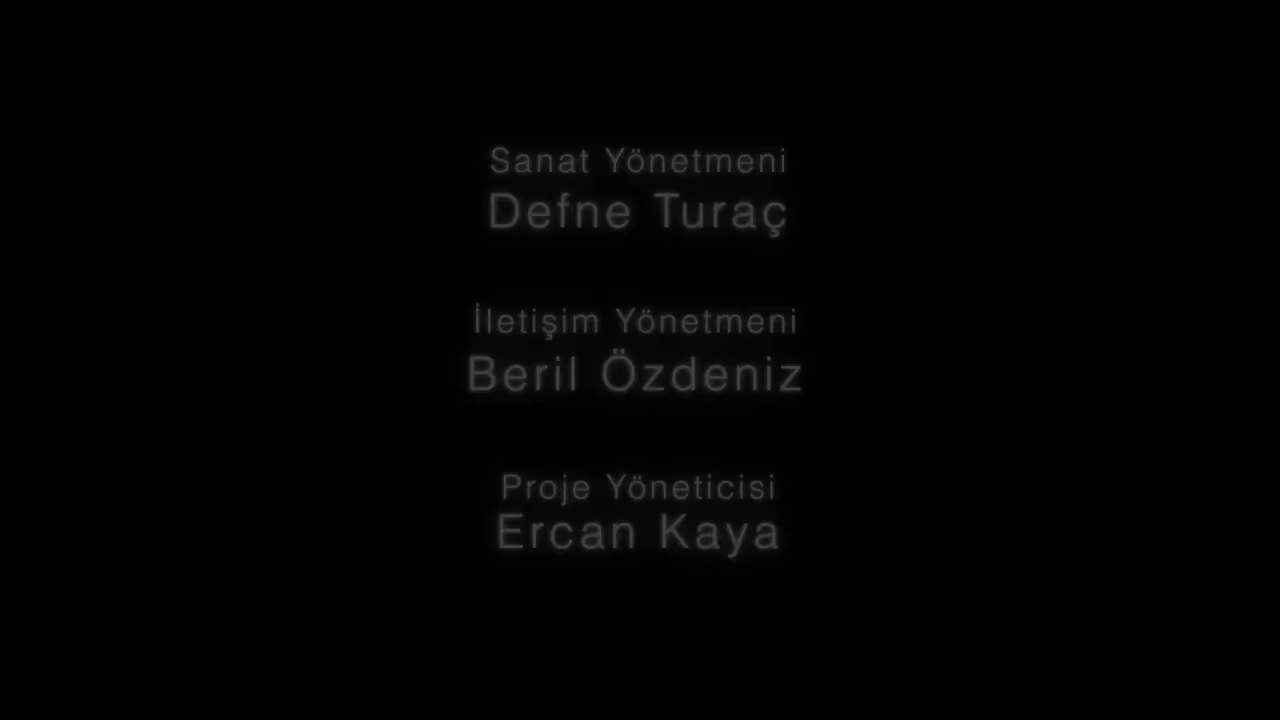 Sanat Yönetmeni
Defne Turaç
İletişim Yönetmeni
Beril Özdeniz
Proje Yöneticisi
Ercan Kaya